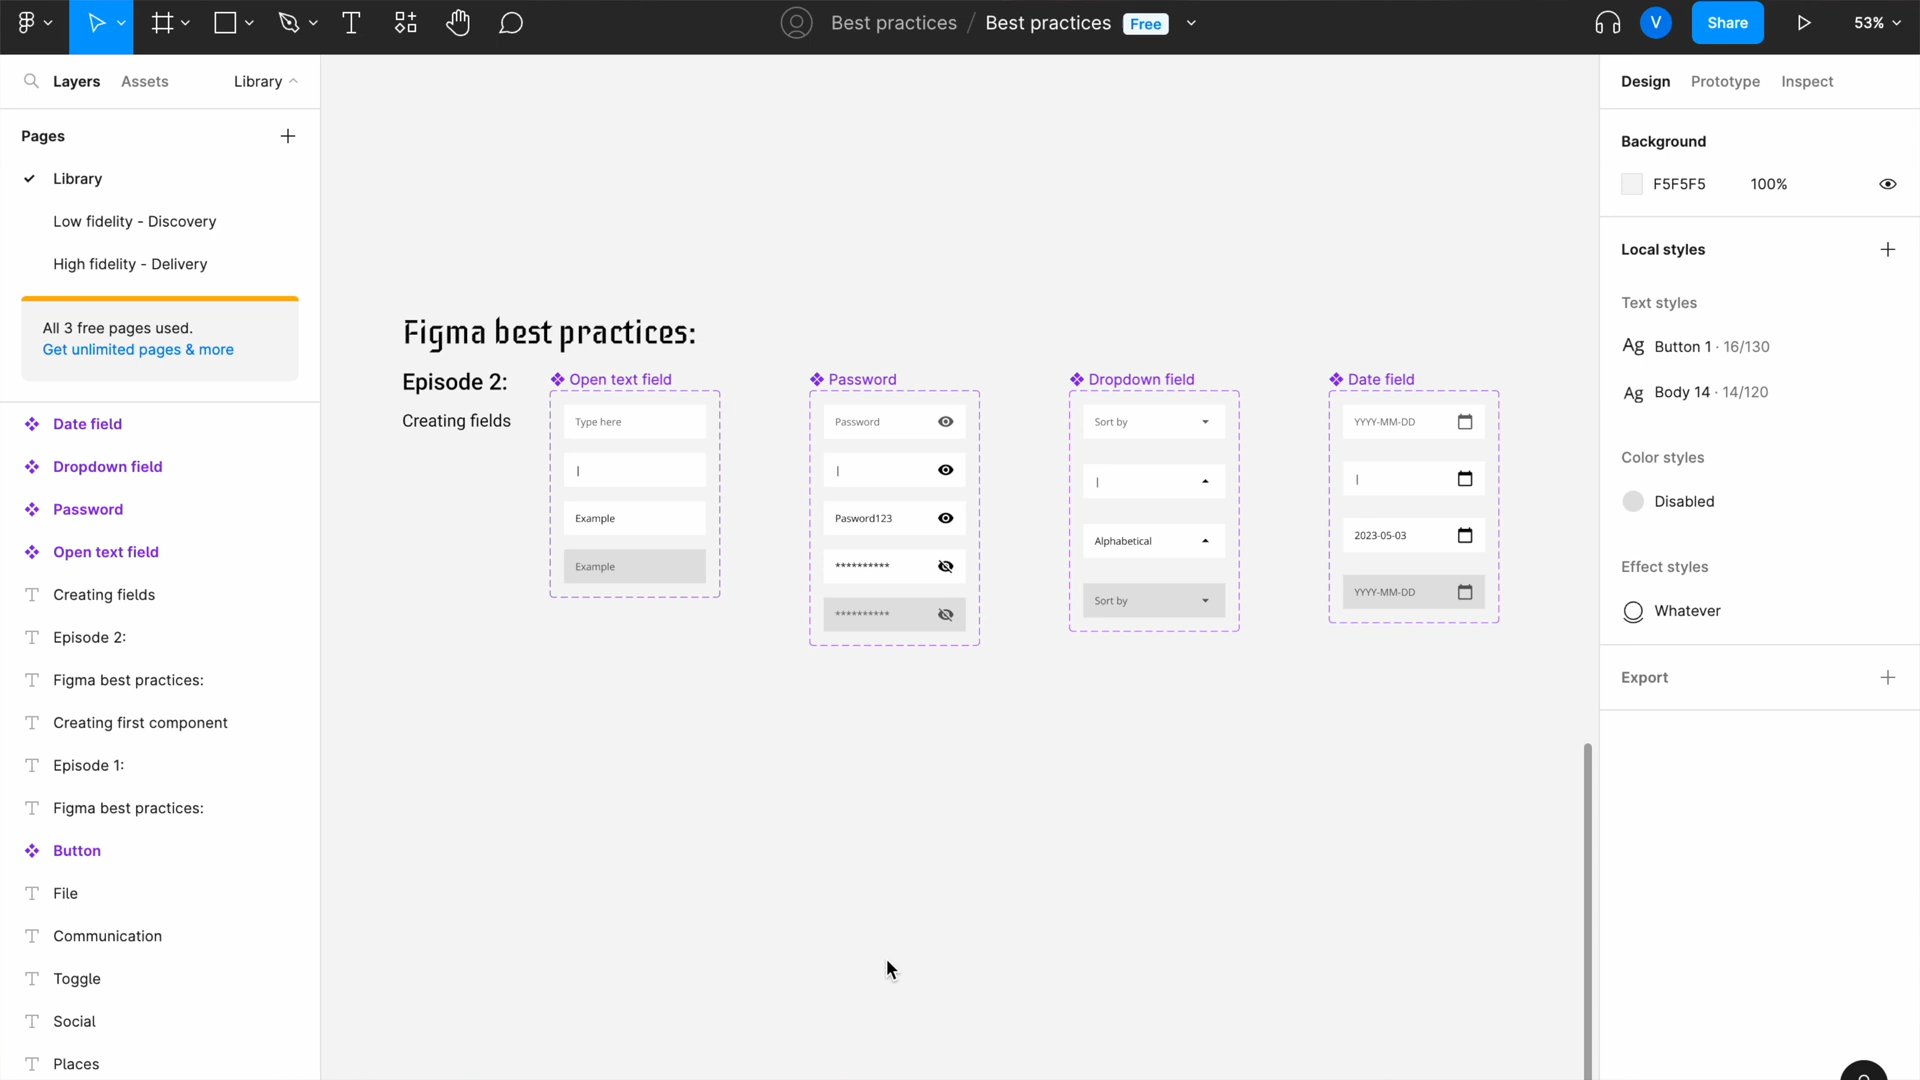 Best practices / Best practices Free
V
Share
53%
Layers
Assets
Library
Pages
Library
Low fidelity - Discovery
High fidelity - Delivery
All 3 free pages used.
Get unlimited pages & more
Date field
Dropdown field
Password
Open text field
Creating fields
Episode 2:
Figma best practices:
Creating first component
Episode 1:
Figma best practices:
Button
File
Communication
Toggle
Social
Places
Figma best practices:
Episode 2:
Creating fields
Open text field
Type here
|
Example
Example
Password
Password
|
Pasword123
**********
**********
Dropdown field
Sort by
|
Alphabetical
Sort by
Date field
YYYY-MM-DD
|
2023-05-03
YYYY-MM-DD
Design
Prototype
Inspect
Background
F5F5F5
100%
Local styles
Text styles
Ag Button 1 · 16/130
Ag Body 14 · 14/120
Color styles
Disabled
Effect styles
Whatever
Export